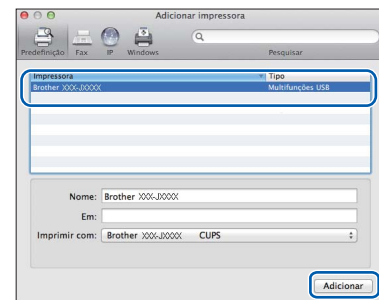 Adicionar impressora
Predefinição Fax IP Windows Pesquisar
Impressora Tipo
Brother XXX-JXXXX Multifunções USB
Nome: Brother XXX-JXXXX
Em:
Imprimir com: Brother XXX-JXXXX CUPS
Adicionar